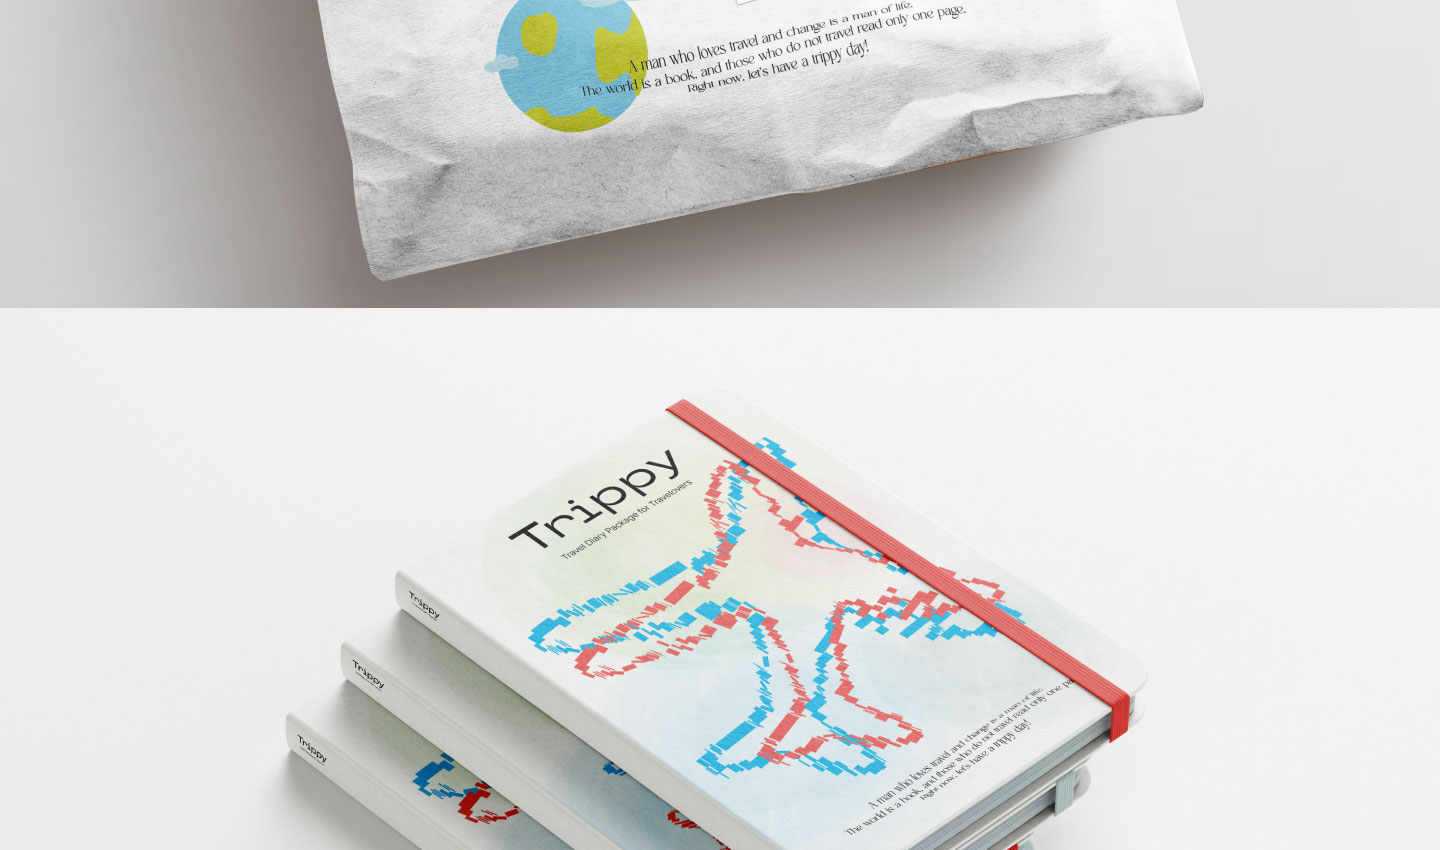 A man who loves travel and change is a man of life.
The world is a book, and those who do not travel read only one page.
Right now, let's have a trippy day!
Trippy
Travel Diary Package for Travelovers
Trippy
Trippy
Trippy
A man who loves travel and change is a man of life.
The world is a book, and those who do not travel read only one
Right now, let's have a trippy day!